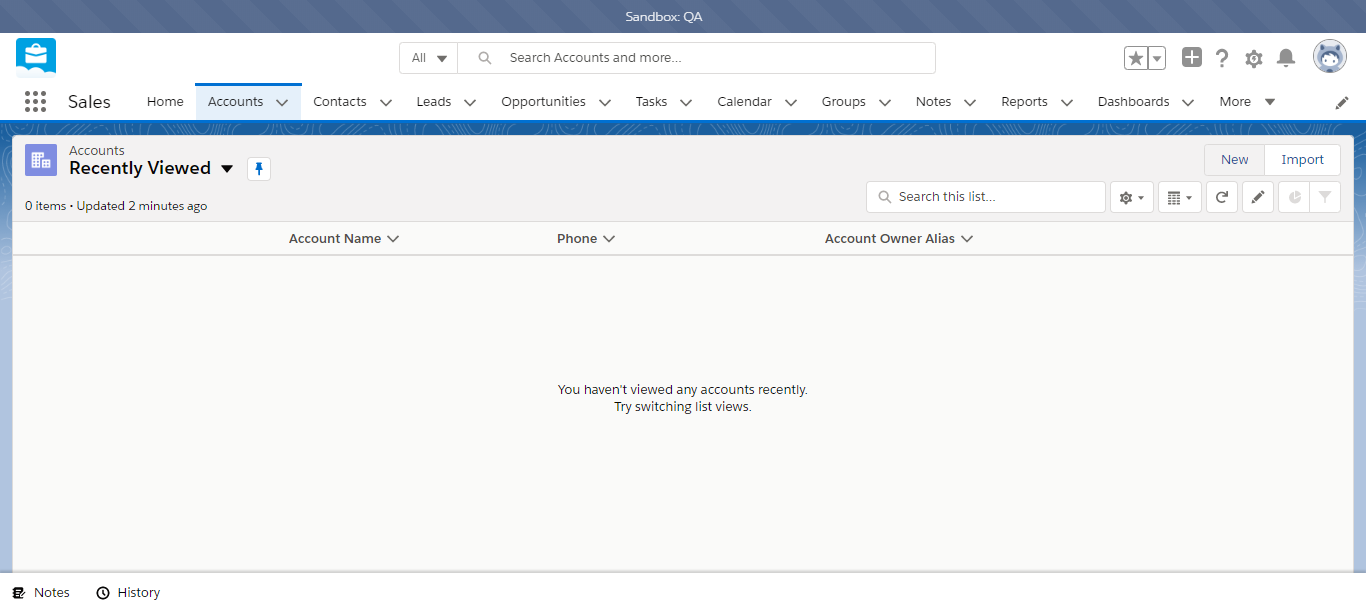 Sandbox: QA
All
Search Accounts and more...
Sales
Home
Accounts
Contacts
Leads
Opportunities
Tasks
Calendar
Groups
Notes
Reports
Dashboards
More
Accounts
Recently Viewed
New
Import
0 items • Updated 2 minutes ago
Search this list...
Account Name
Phone
Account Owner Alias
You haven't viewed any accounts recently.
Try switching list views.
Notes
History